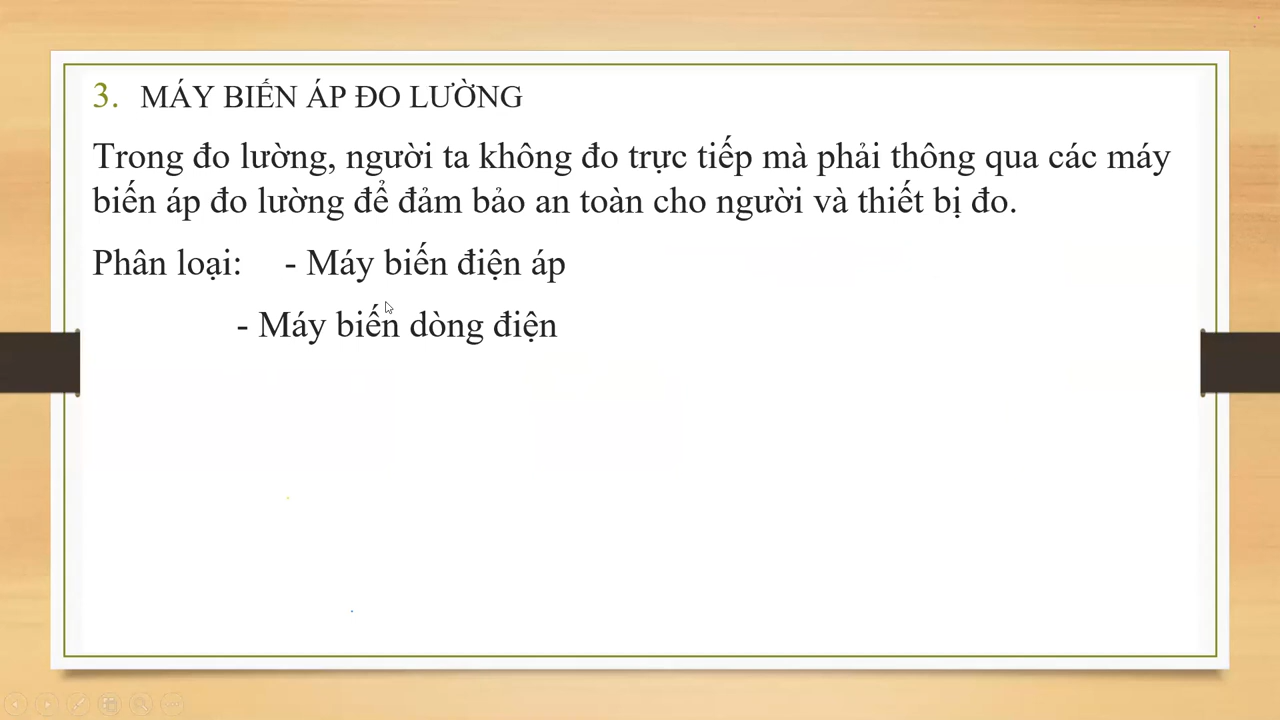 3. MÁY BIẾN ÁP ĐO LƯỜNG
Trong đo lường, người ta không đo trực tiếp mà phải thông qua các máy
biến áp đo lường để đảm bảo an toàn cho người và thiết bị đo.
Phân loại: - Máy biến điện áp
- Máy biến dòng điện